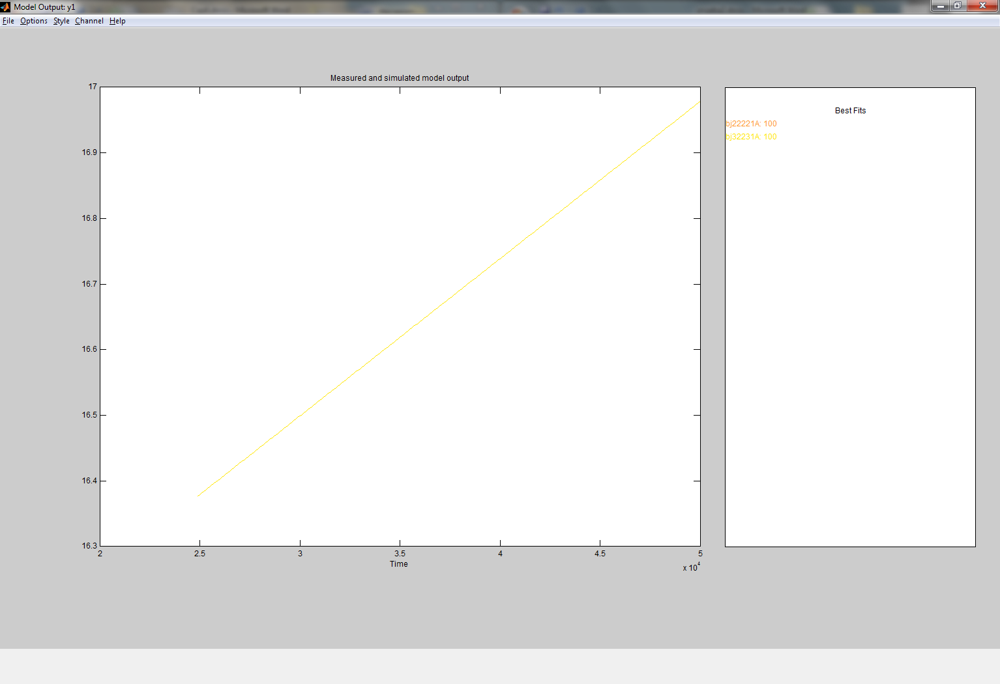 Model Output: y1
File Options Style Channel Help
Measured and simulated model output
17
16.9
16.8
16.7
16.6
16.5
16.4
16.3
2 2.5 3 3.5 4 4.5 5
Time
x 10^4
Best Fits
bj22221A: 100
bj32231A: 100